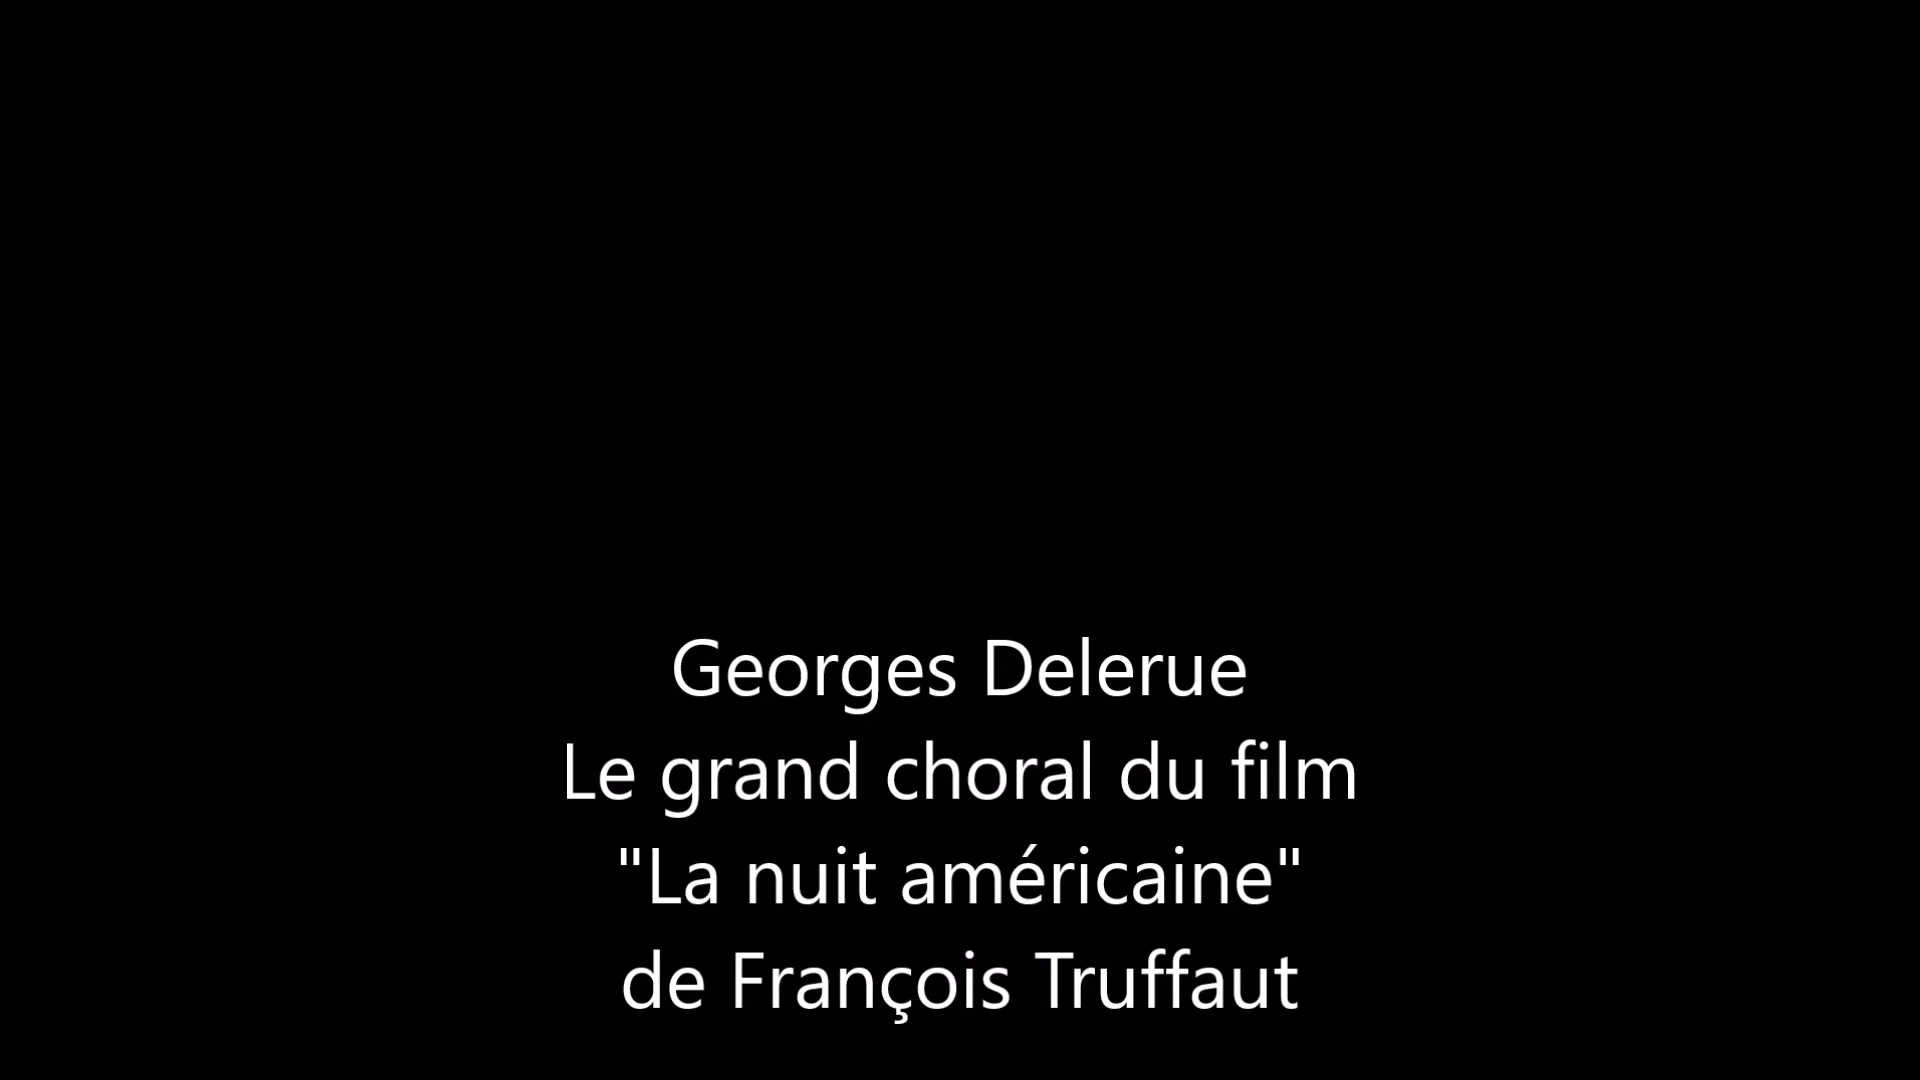 Georges Delerue
Le grand choral du film
"La nuit américaine"
de François Truffaut